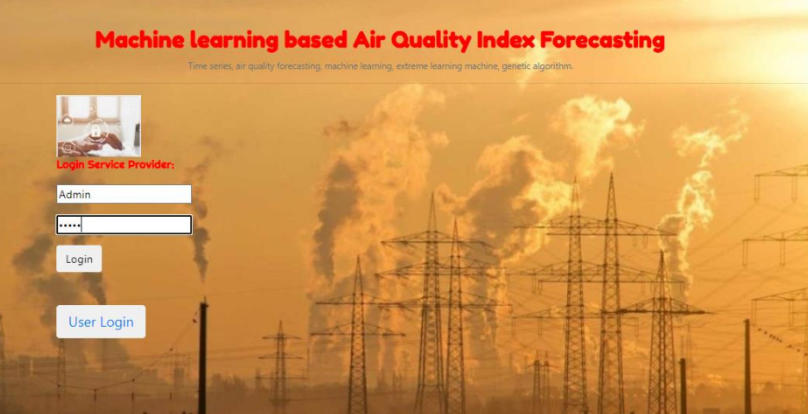 Machine learning based Air Quality Index Forecasting
Time series, air quality forecasting, machine learning, extreme learning machine, genetic algorithm.
Login Service Provider:
Admin
•••••
Login
User Login